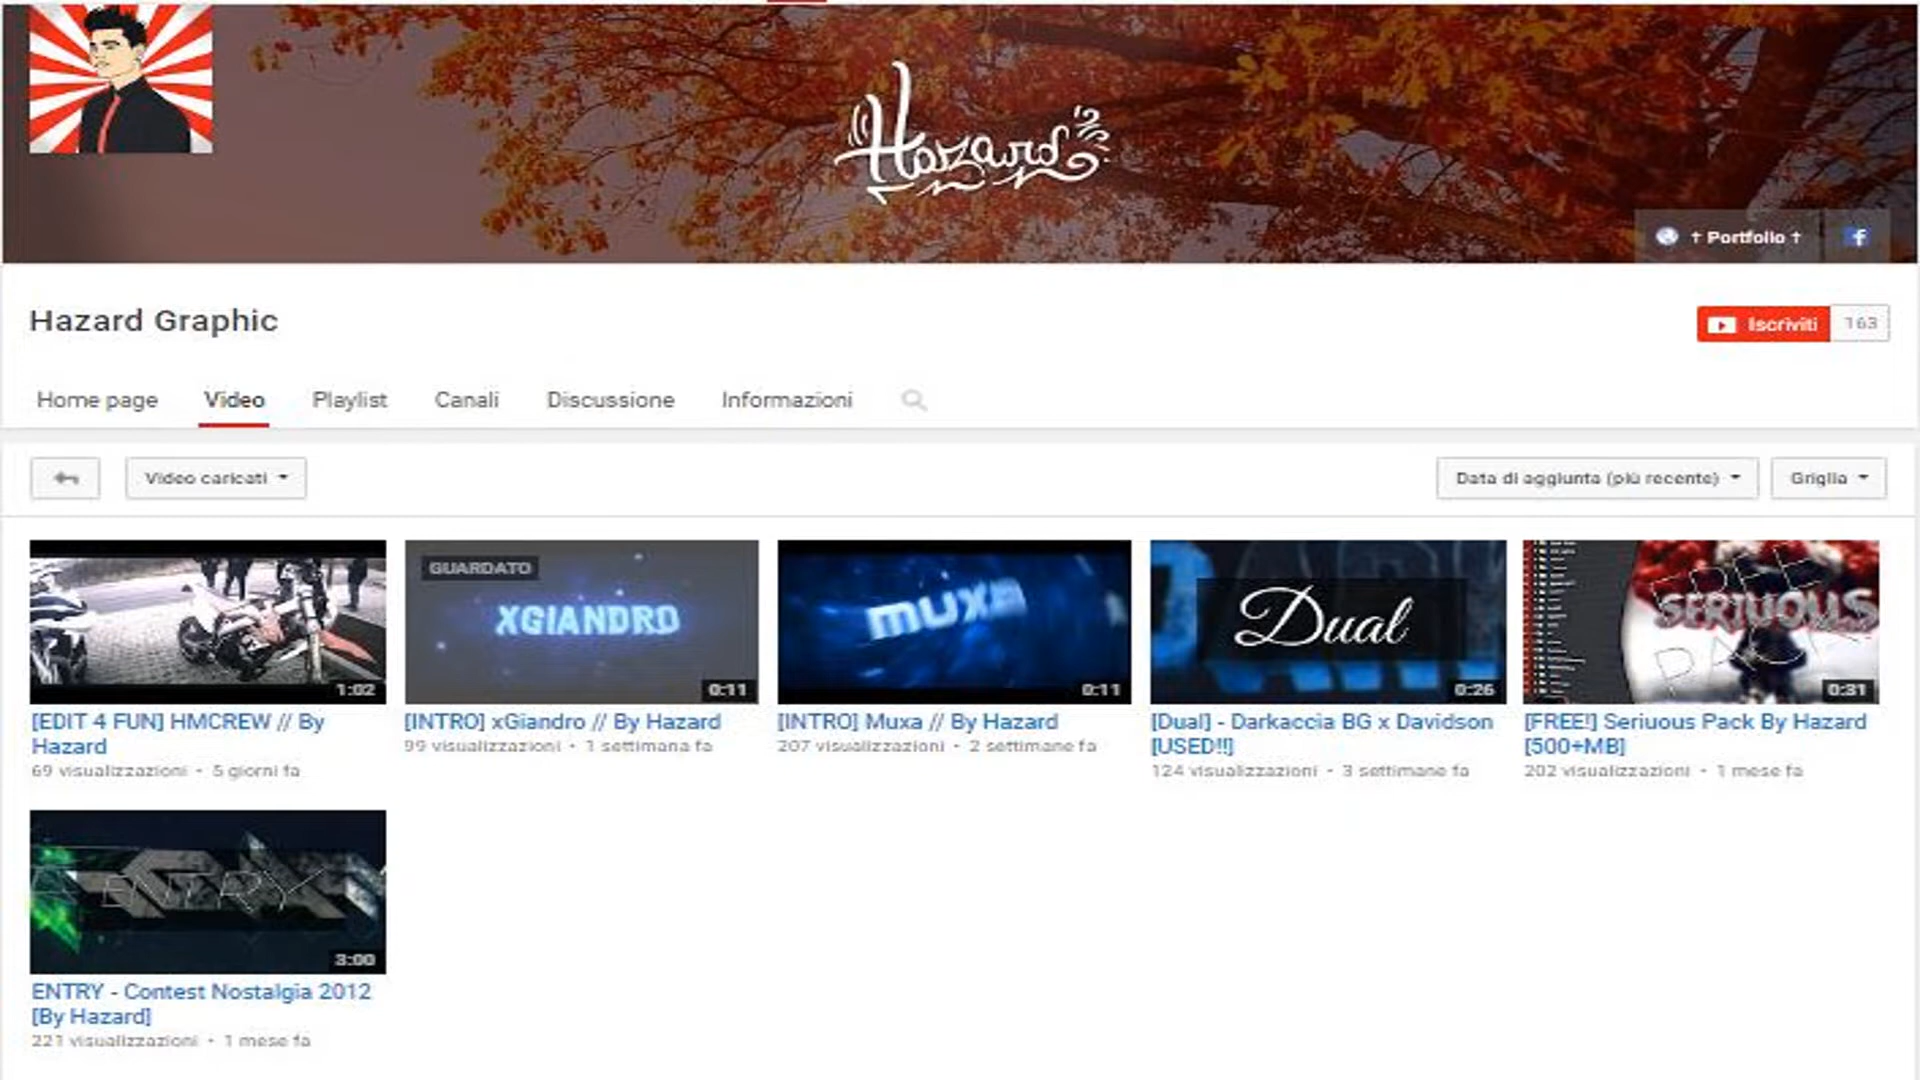 Hazard
† Portfolio †
Hazard Graphic
Iscriviti 163
Home page Video Playlist Canali Discussione Informazioni
Video caricati Data di aggiunta (più recente) Griglia
1:02
GUARDATO
XGIANDRO
0:11
muxa
0:11
Dual
0:26
FREE
SERIUOUS
PACK
0:31
[EDIT 4 FUN] HMCREW // By
Hazard
69 visualizzazioni • 5 giorni fa
[INTRO] xGiandro // By Hazard
99 visualizzazioni • 1 settimana fa
[INTRO] Muxa // By Hazard
207 visualizzazioni • 2 settimane fa
[Dual] - Darkaccia BG x Davidson
[USED!!]
124 visualizzazioni • 3 settimane fa
[FREE!] Seriuous Pack By Hazard
[500+MB]
202 visualizzazioni • 1 mese fa
ENTRY
3:00
ENTRY - Contest Nostalgia 2012
[By Hazard]
221 visualizzazioni • 1 mese fa